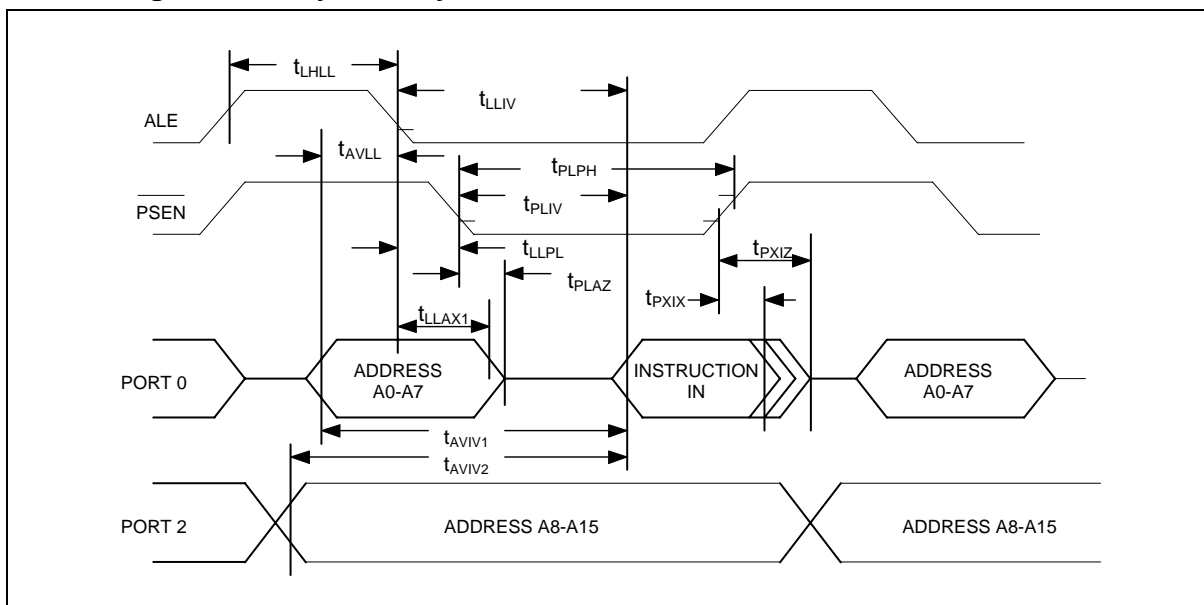 tLHLL
tLLIV
ALE
tAVLL
tPLPH
PSEN
tPLIV
tLLPL
tPXIZ
tPLAZ
tPXIX
tLLAX1
PORT 0
ADDRESS
A0-A7
INSTRUCTION
IN
ADDRESS
A0-A7
tAVIV1
tAVIV2
PORT 2
ADDRESS A8-A15
ADDRESS A8-A15